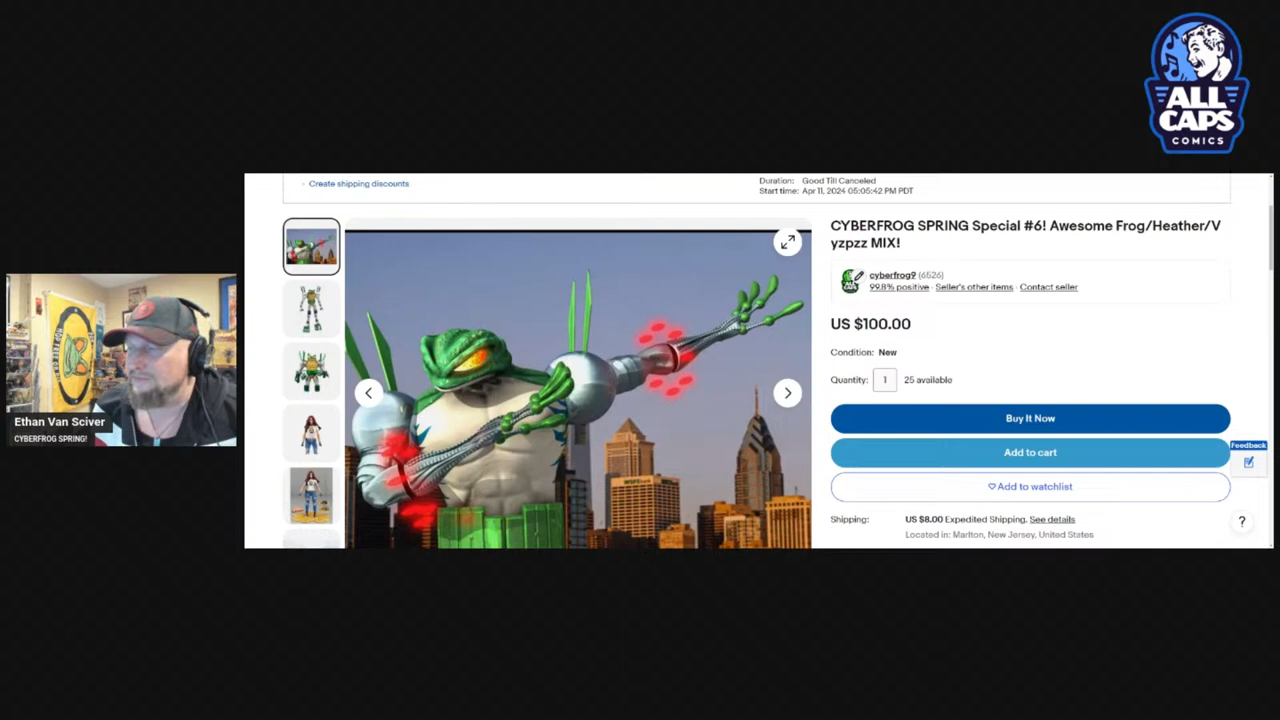 ALL
CAPS
COMICS
Create shipping discounts
Duration: Good Till Canceled
Start time: Apr 11, 2024 05:05:42 PM PDT
CYBERFROG SPRING Special #6! Awesome Frog/Heather/V
yzpzz MIX!
cyberfrog9 (6526)
99.8% positive · Seller's other items · Contact seller
US $100.00
Condition: New
Quantity: 1 25 available
Buy It Now
Add to cart
Add to watchlist
Feedback
Shipping: US $8.00 Expedited Shipping. See details
Located in: Marlton, New Jersey, United States
?
Ethan Van Sciver
CYBERFROG SPRING!